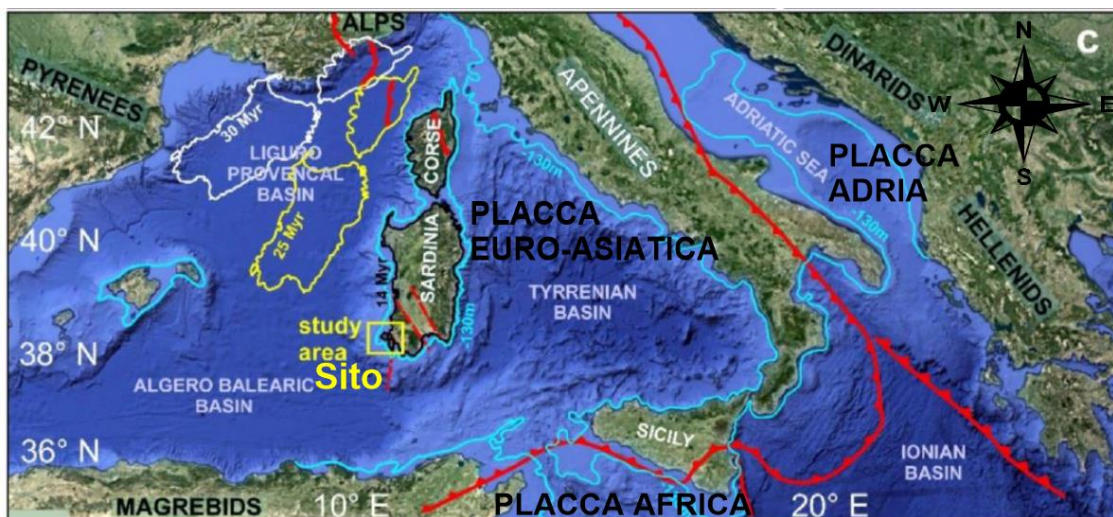 ALPS
C
N
W
E
S
PYRENEES
DINARIDS
42° N
30 Myr
LIGURO
PROVENCAL
BASIN
CORSE
APENNINES
-130m
ADRIATIC SEA
PLACCA
ADRIA
-130m
HELLENIDS
40° N
25 Myr
14 Myr
SARDINIA
PLACCA
EURO-ASIATICA
TYRRENIAN
BASIN
-130m
study
area
38° N
Sito
ALGERO BALEARIC
BASIN
36° N
SICILY
IONIAN
BASIN
MAGREBIDS
10° E
PLACCA AFRICA
20° E